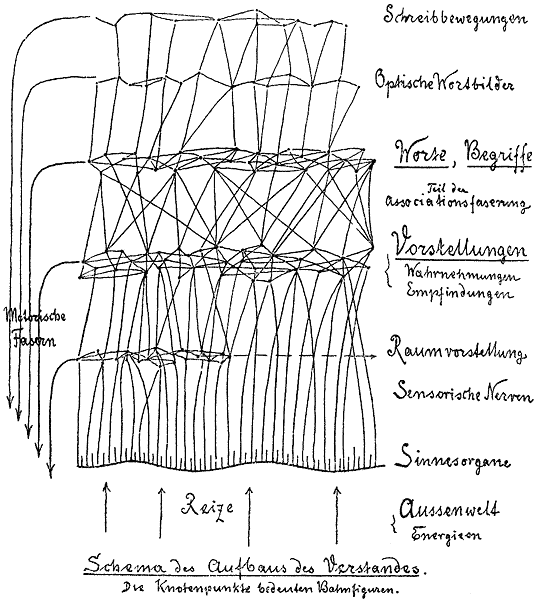 Schreibbewegungen
Optische Wortbilder
Worte, Begriffe
Teil der
Associationsfaserung
Vorstellungen
Wahrnehmungen
Empfindungen
Motorische
Fasern
Raumvorstellung
Sensorische Nerven
Sinnesorgane
Reize
Aussenwelt
Energieen
Schema des Aufbaus des Verstandes.
Die Knotenpunkte bedeuten Bahnfiguren.